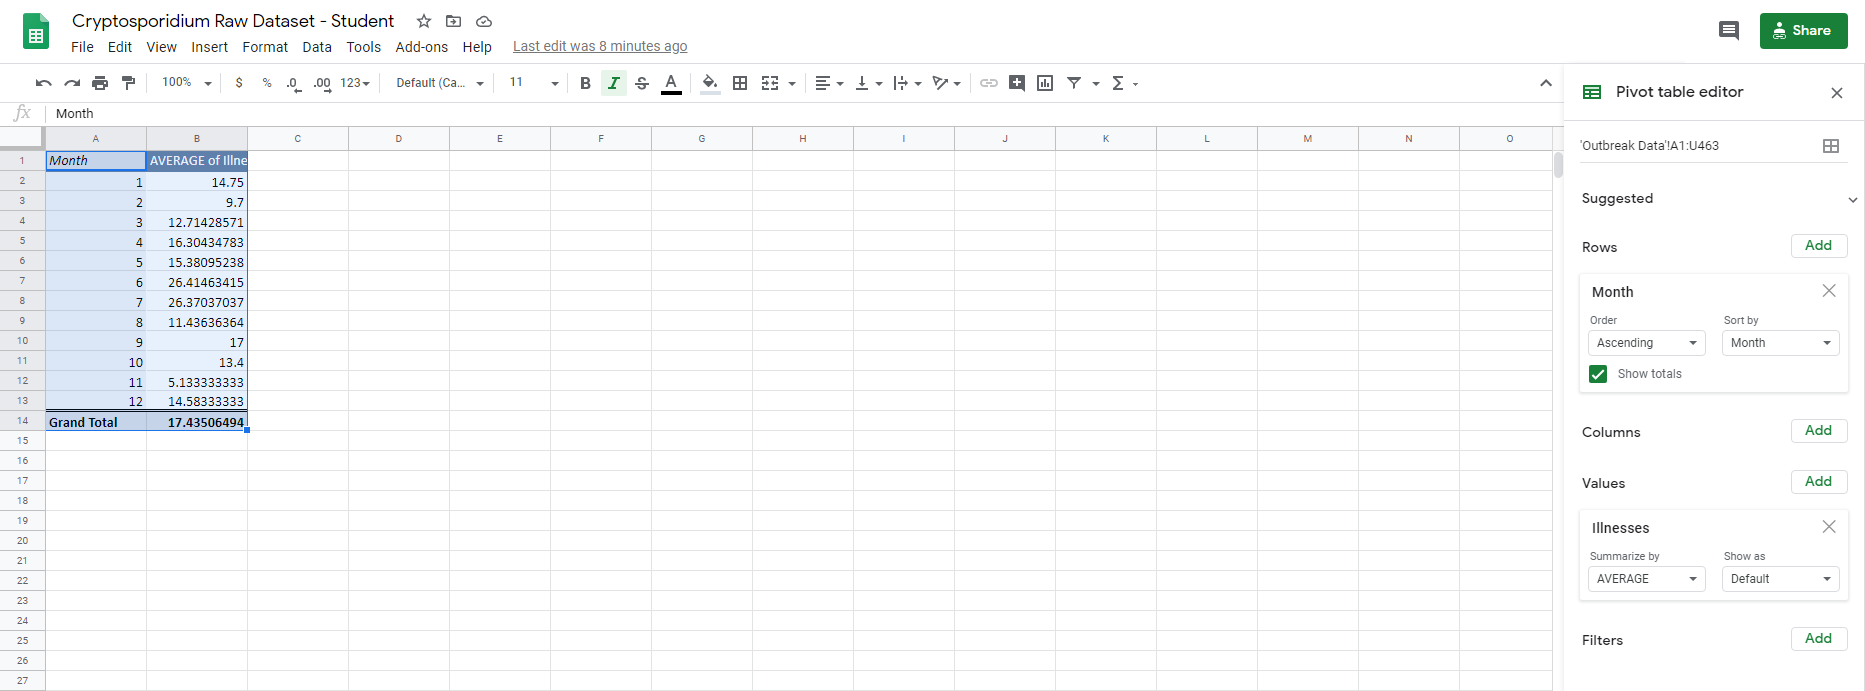 Cryptosporidium Raw Dataset - Student
File Edit View Insert Format Data Tools Add-ons Help Last edit was 8 minutes ago
Share
100% $ % .0 .00 123 Default (Ca... 11 B I S A Σ
fx Month
A B C D E F G H I J K L M N O
1 Month AVERAGE of Illne
2 1 14.75
3 2 9.7
4 3 12.71428571
5 4 16.30434783
6 5 15.38095238
7 6 26.41463415
8 7 26.37037037
9 8 11.43636364
10 9 17
11 10 13.4
12 11 5.133333333
13 12 14.58333333
14 Grand Total 17.43506494
15
16
17
18
19
20
21
22
23
24
25
26
27
Pivot table editor
'Outbreak Data'!A1:U463
Suggested
Rows Add
Month
Order Sort by
Ascending Month
Show totals
Columns Add
Values Add
Illnesses
Summarize by Show as
AVERAGE Default
Filters Add